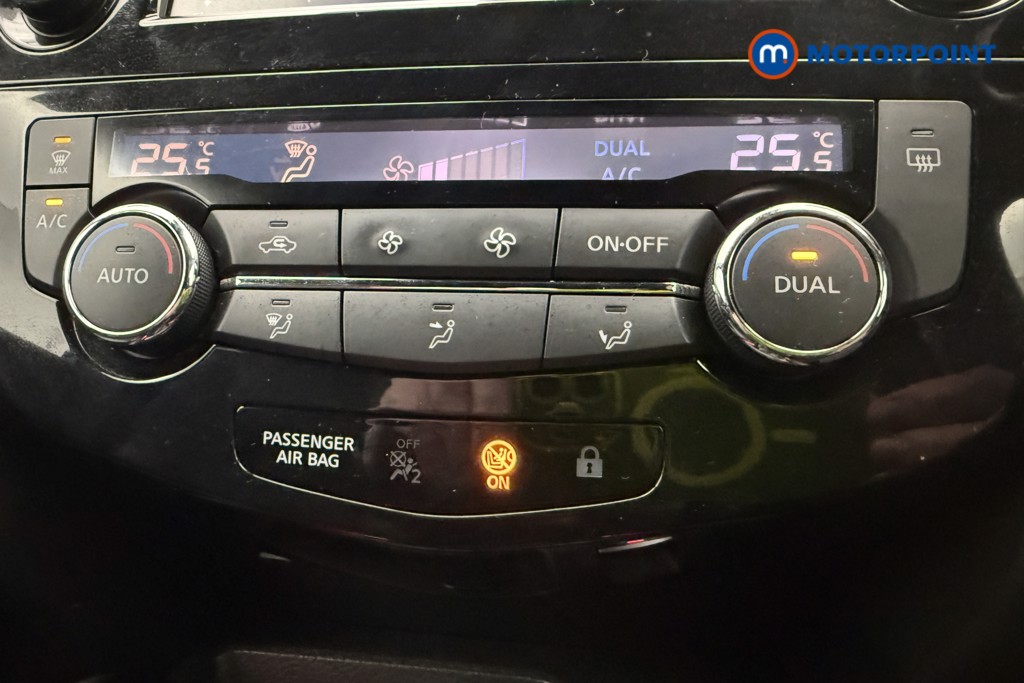 m MOTORPOINT
25.5°C DUAL 25.5°C
A/C
MAX
A/C
AUTO
ON·OFF
DUAL
PASSENGER
AIR BAG
OFF
2
ON